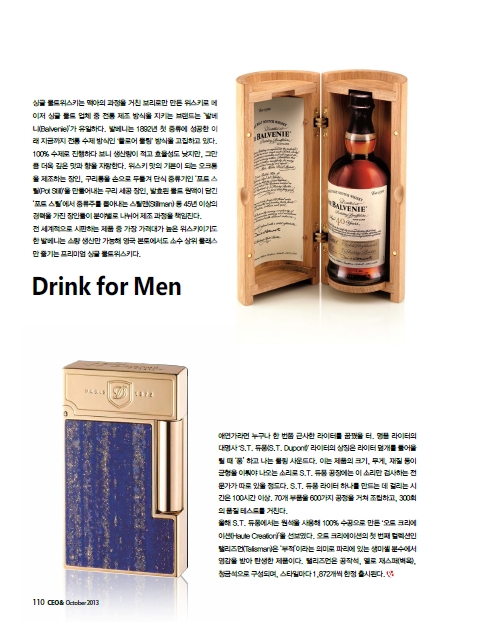 싱글 몰트위스키는 맥아의 과정을 거친 보리로만 만든 위스키로 메
이저 싱글 몰트 업체 중 전통 제조 방식을 지키는 브랜드는 '발베
니(Balvenie)'가 유일하다. 발베니는 1892년 첫 증류에 성공한 이
래 지금까지 전통 수제 방식인 '플로어 몰팅' 방식을 고집하고 있다.
100% 수제로 진행하다 보니 생산량이 적고 효율성도 낮지만, 그만
큼 더욱 깊은 맛과 향을 자랑한다. 위스키 맛의 기본이 되는 오크통
을 제조하는 장인, 구리통을 손으로 두들겨 단식 증류기인 '포트 스
틸(Pot Still)'을 만들어내는 구리 세공 장인, 발효된 몰트 원액이 담긴
'포트 스틸'에서 증류주를 뽑아내는 스틸맨(Stillman) 등 45년 이상의
경력을 가진 장인들이 분야별로 나뉘어 제조 과정을 책임진다.
전 세계적으로 시판하는 제품 중 가장 가격대가 높은 위스키이기도
한 발베니는 소량 생산만 가능해 영국 본토에서도 소수 상위 클래스
만 즐기는 프리미엄 싱글 몰트위스키다.
Drink for Men
THE BALVENIE
BALVENIE
40
PARIS
D
1872
애연가라면 누구나 한 번쯤 근사한 라이터를 꿈꿨을 터. 명품 라이터의
대명사 'S.T. 듀퐁(S.T. Dupont)' 라이터의 상징은 라이터 덮개를 들어올
릴 때 '퐁' 하고 나는 클링 사운드다. 이는 제품의 크기, 무게, 재질 등이
균형을 이뤄야 나오는 소리로 S.T. 듀퐁 공장에는 이 소리만 검사하는 전
문가가 따로 있을 정도다. S.T. 듀퐁 라이터 하나를 만드는 데 걸리는 시
간은 100시간 이상. 70개 부품을 600가지 공정을 거쳐 조립하고, 300회
의 품질 테스트를 거친다.
올해 S.T. 듀퐁에서는 원석을 사용해 100% 수공으로 만든 '오트 크리에
이션(Haute Creation)'을 선보였다. 오트 크리에이션의 첫 번째 컬렉션인
탤리즈먼(Talisman)은 '부적'이라는 의미로 파리에 있는 생미셸 분수에서
영감을 받아 탄생한 제품이다. 탤리즈먼은 공작석, 옐로 재스퍼(벽옥),
청금석으로 구성되며, 스타일마다 1,872개씩 한정 출시된다.
110 CEO& October 2013